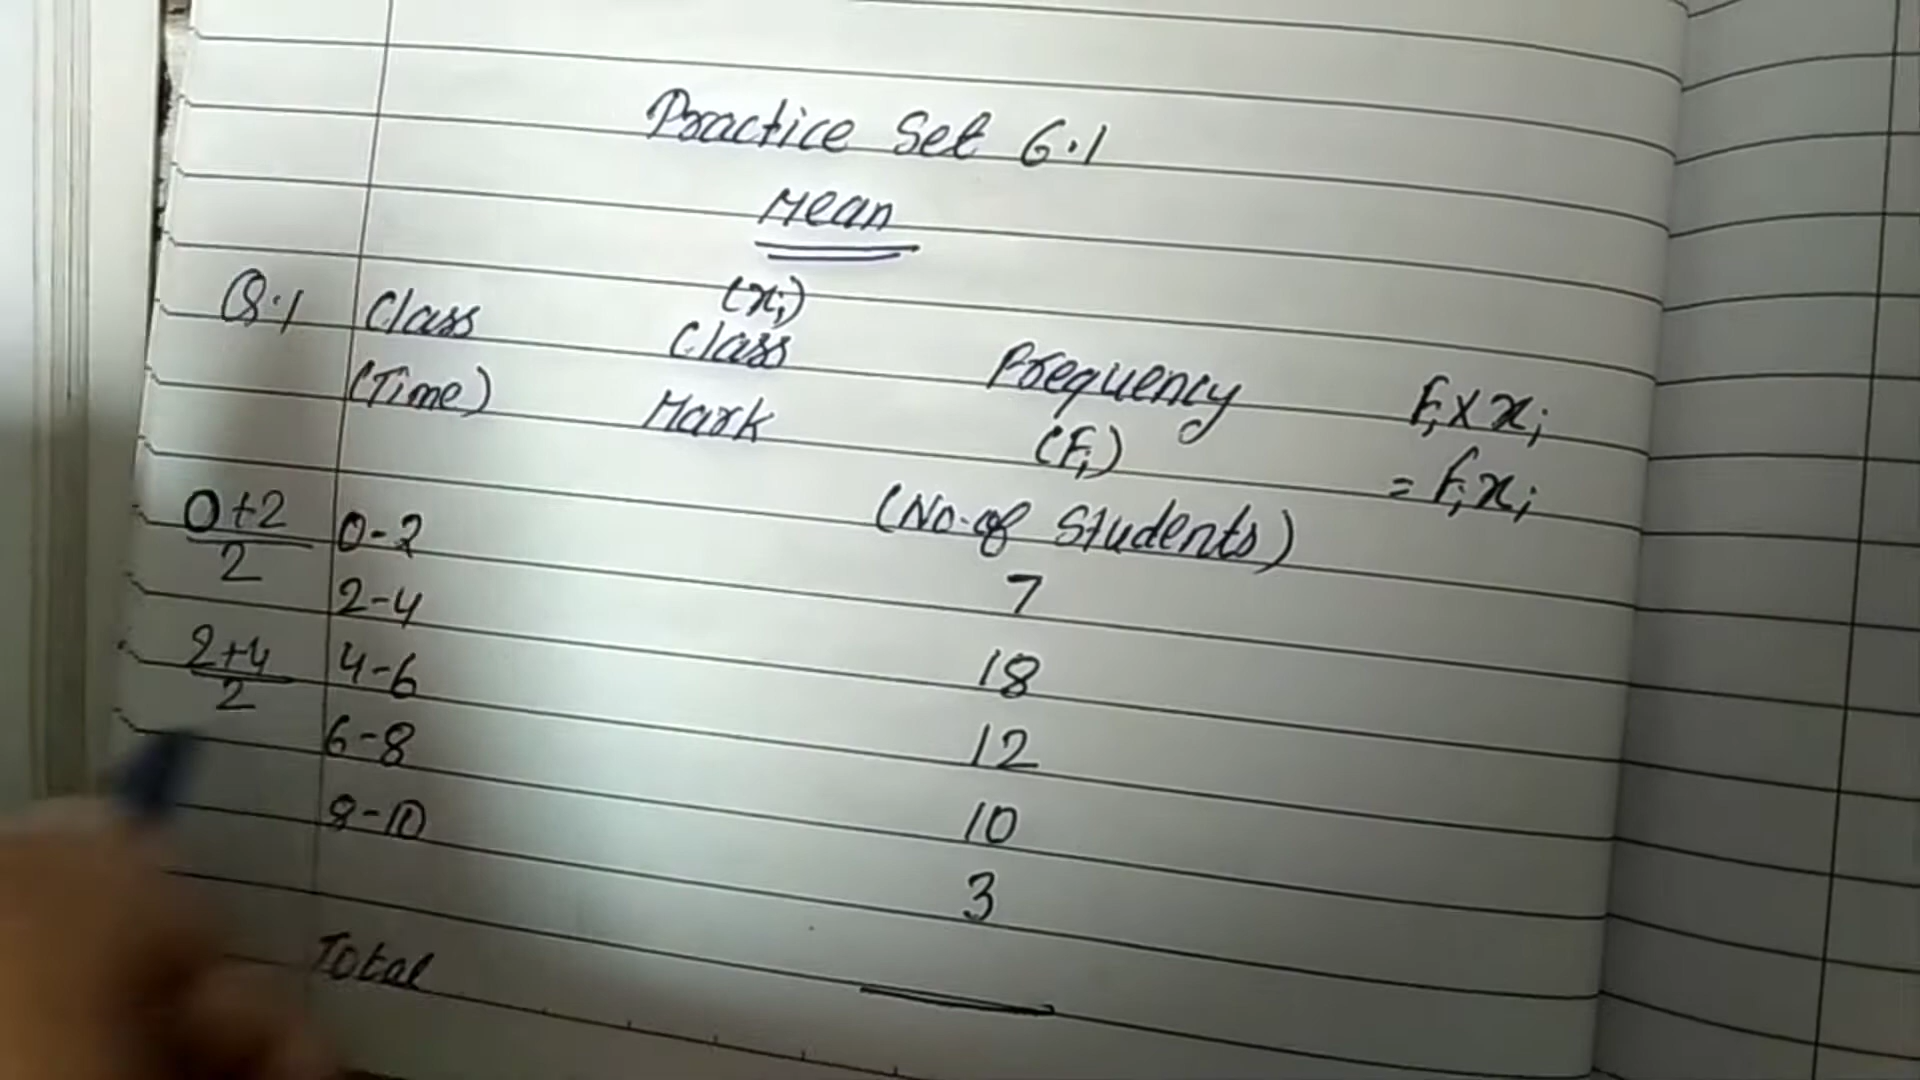 Practice Set 6.1
Mean
Q.1 Class (xi) Class Frequency Fi×xi
(Time) Mark (Fi) = Fixi
(No. of Students)
0+2/2 0-2 7
2-4 18
2+4/2 4-6 12
6-8 10
8-10 3
Total